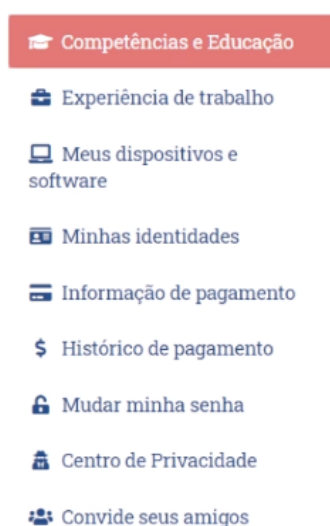 Competências e Educação
Experiência de trabalho
Meus dispositivos e
software
Minhas identidades
Informação de pagamento
$ Histórico de pagamento
Mudar minha senha
Centro de Privacidade
Convide seus amigos